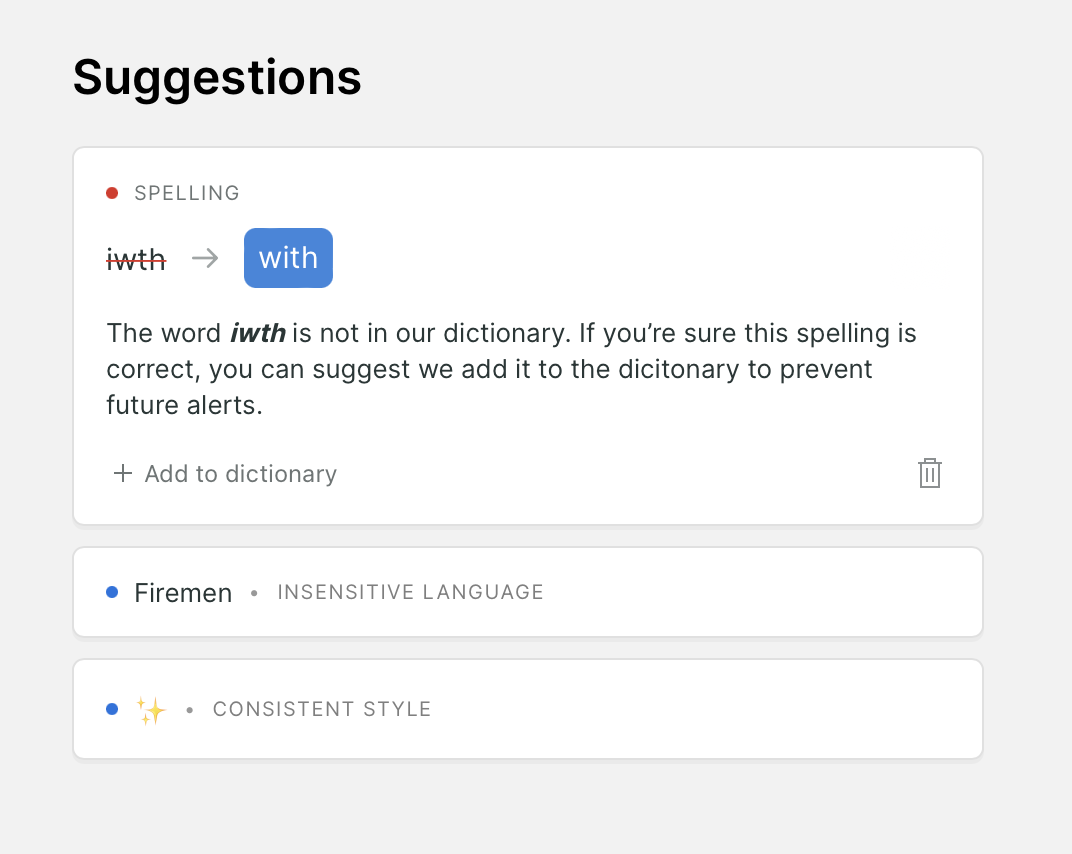 Suggestions
SPELLING
iwth → with
The word iwth is not in our dictionary. If you’re sure this spelling is
correct, you can suggest we add it to the dicitonary to prevent
future alerts.
+ Add to dictionary
Firemen • INSENSITIVE LANGUAGE
✨ • CONSISTENT STYLE